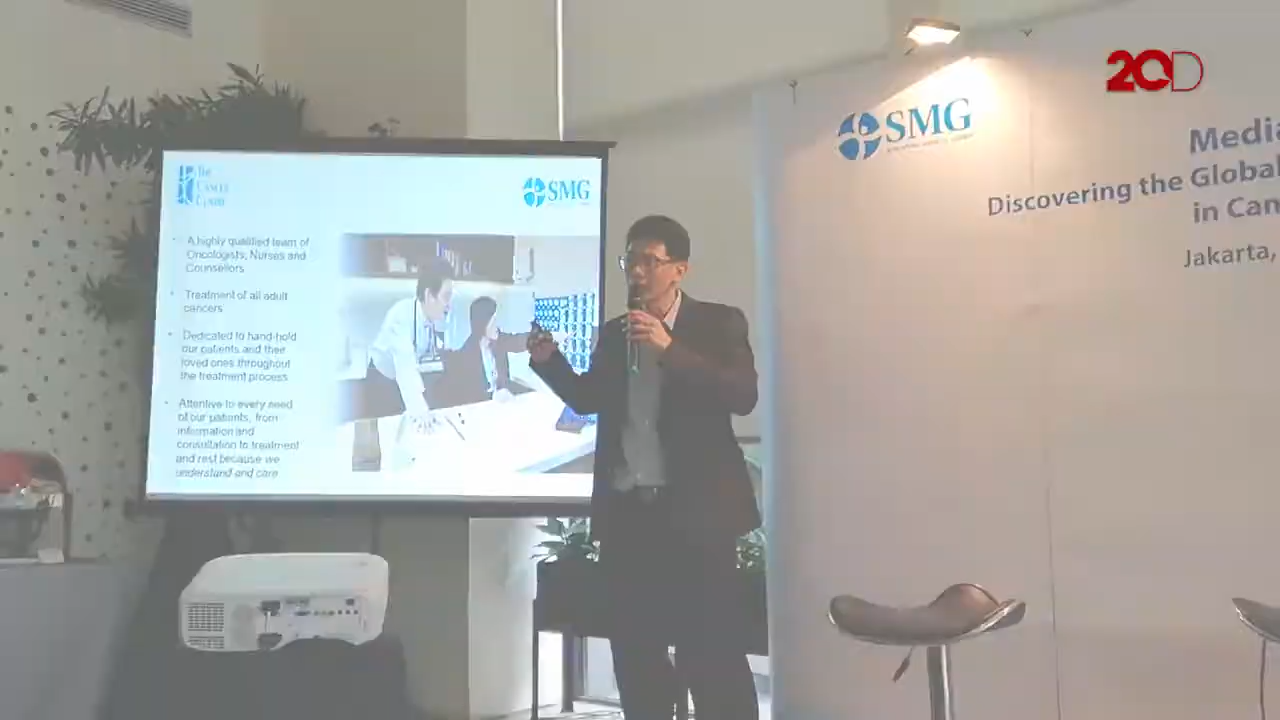 The
Cancer
Centre
SMG
A highly qualified team of
Oncologists, Nurses and
Counsellors
Treatment of all adult
cancers
Dedicated to hand-hold
our patients and their
loved ones throughout
the treatment process
Attentive to every need
of our patients, from
information and
consultation to treatment
and rest because we
understand and care
SMG
20D
Media
Discovering the Global
in Can
Jakarta,